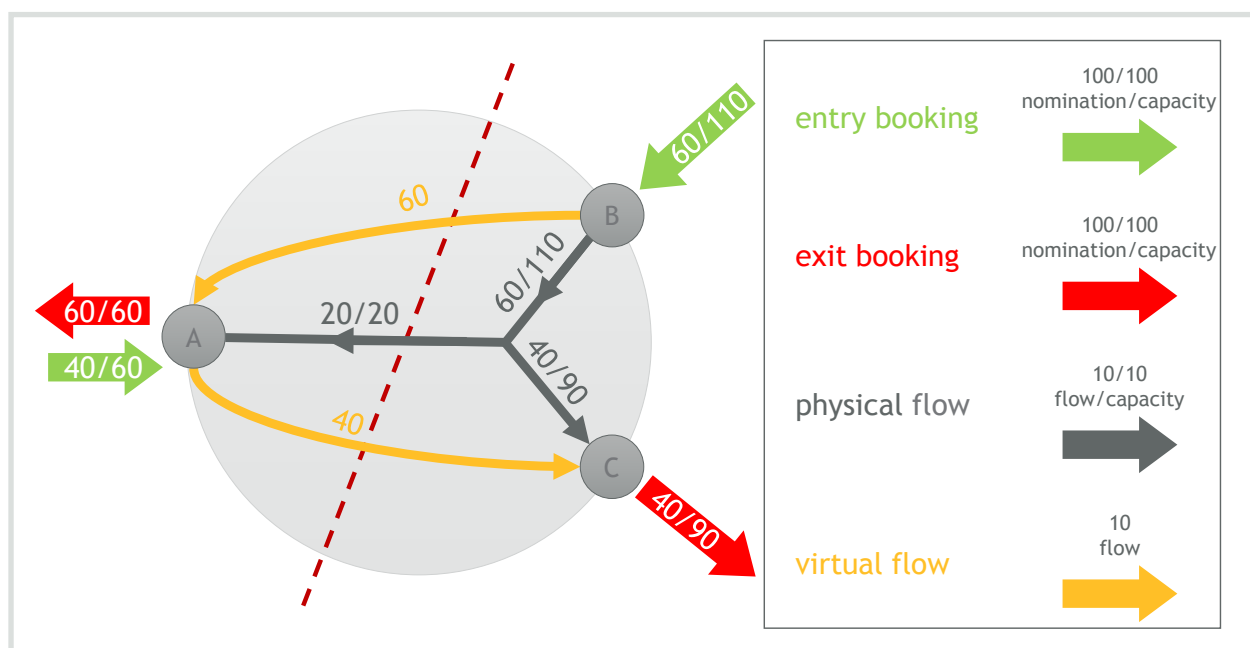 60/110
60
B
60/110
20/20
60/60
A
40/60
40/90
40
C
40/90
entry booking
100/100
nomination/capacity
exit booking
100/100
nomination/capacity
physical flow
10/10
flow/capacity
virtual flow
10
flow